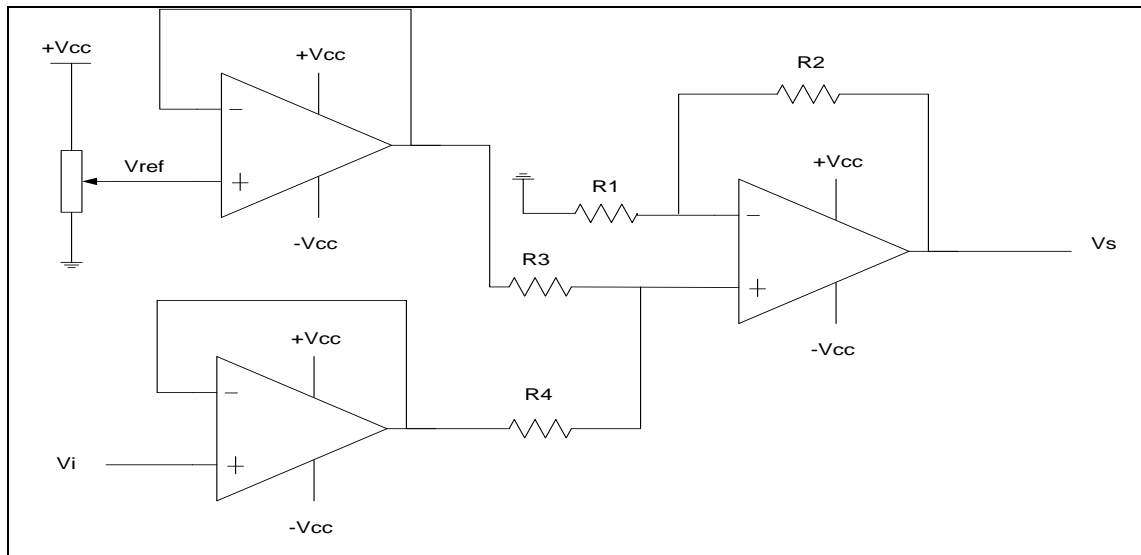 +Vcc
+Vcc
-
Vref
+
-Vcc
R2
+Vcc
R1
-
Vs
R3
+
-Vcc
+Vcc
-
R4
Vi
+
-Vcc